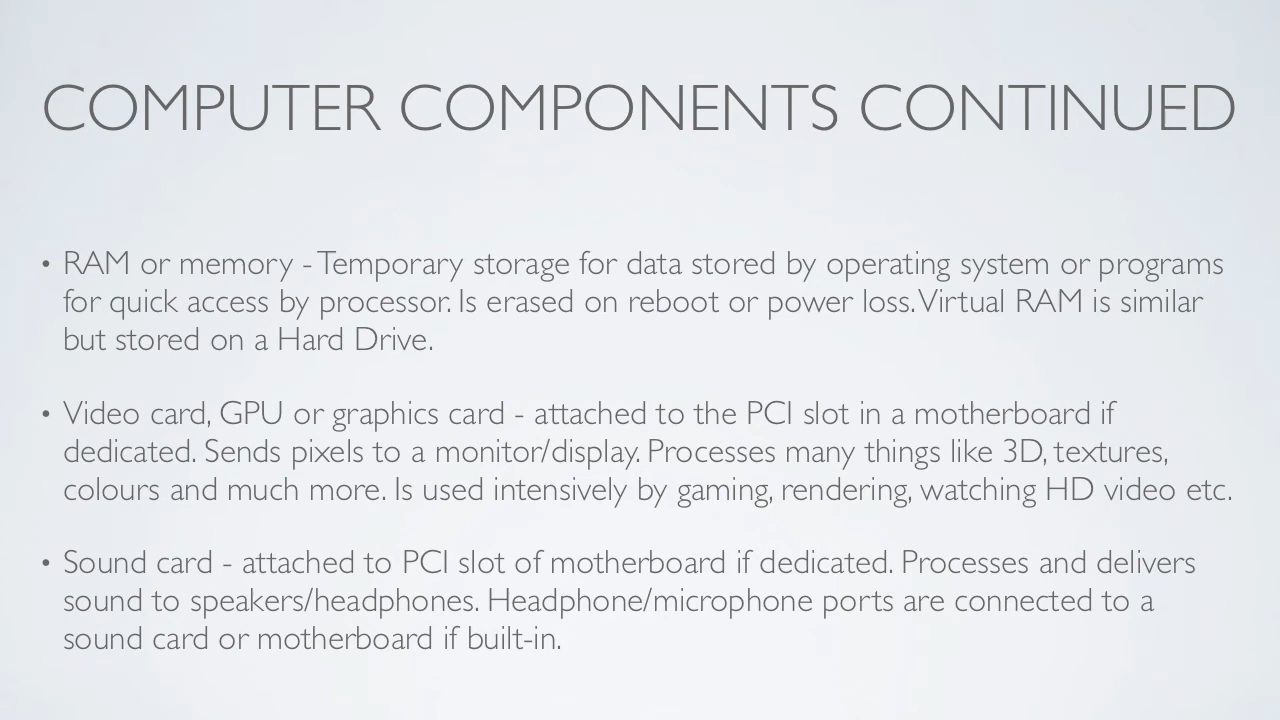 COMPUTER COMPONENTS CONTINUED
• RAM or memory - Temporary storage for data stored by operating system or programs
for quick access by processor. Is erased on reboot or power loss. Virtual RAM is similar
but stored on a Hard Drive.
• Video card, GPU or graphics card - attached to the PCI slot in a motherboard if
dedicated. Sends pixels to a monitor/display. Processes many things like 3D, textures,
colours and much more. Is used intensively by gaming, rendering, watching HD video etc.
• Sound card - attached to PCI slot of motherboard if dedicated. Processes and delivers
sound to speakers/headphones. Headphone/microphone ports are connected to a
sound card or motherboard if built-in.